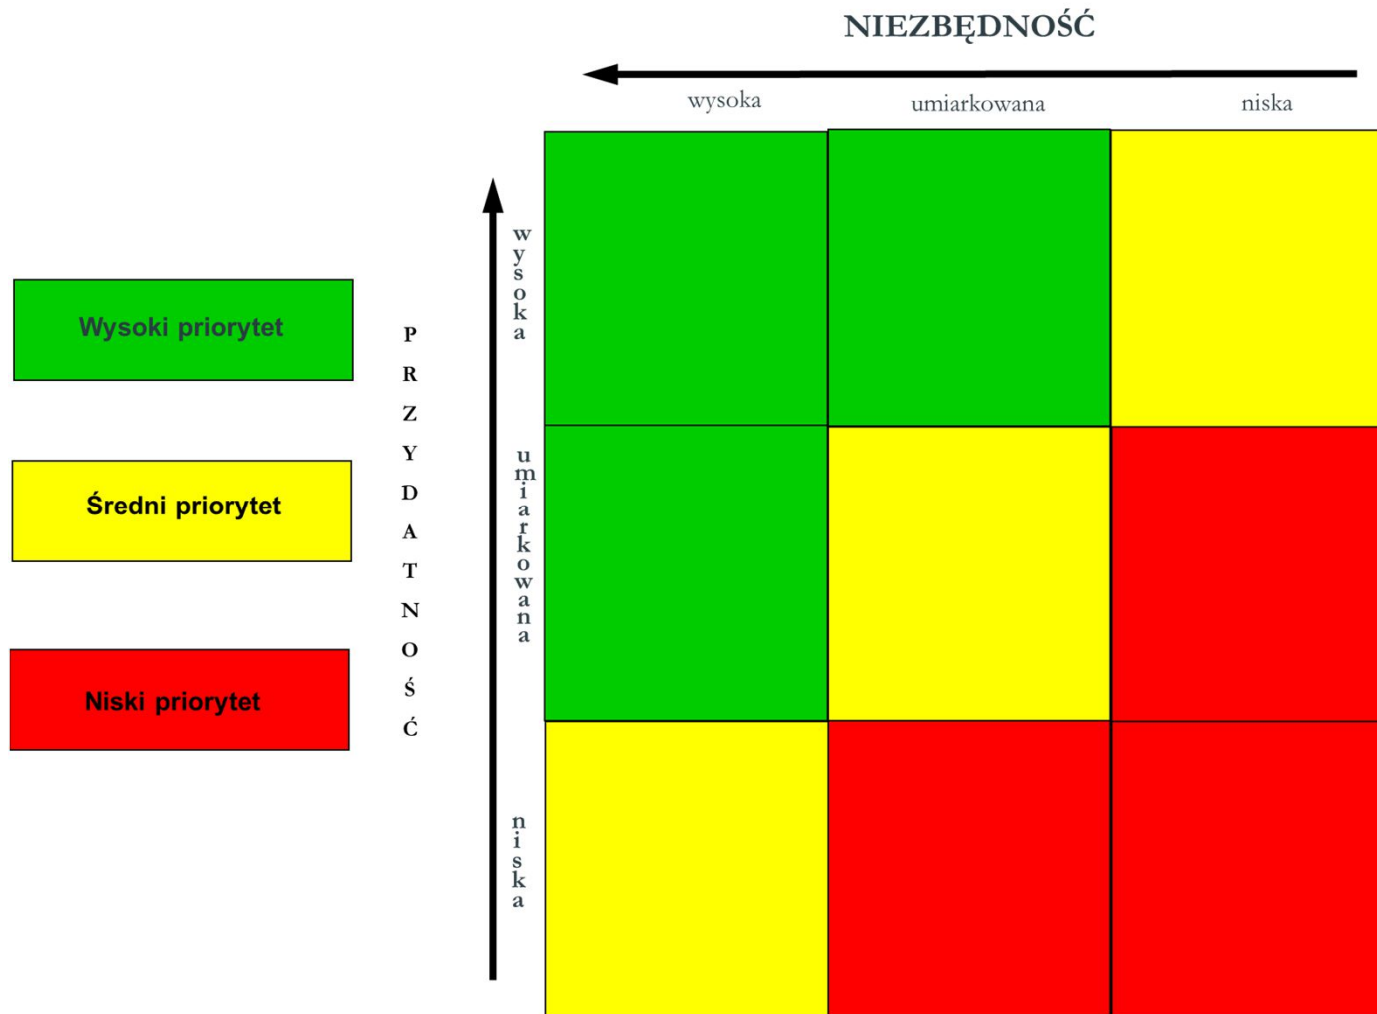 NIEZBĘDNOŚĆ
wysoka
umiarkowana
niska
Wysoki priorytet
Średni priorytet
Niski priorytet
PRZYDATNOŚĆ
wysoka
umiarkowana
niska